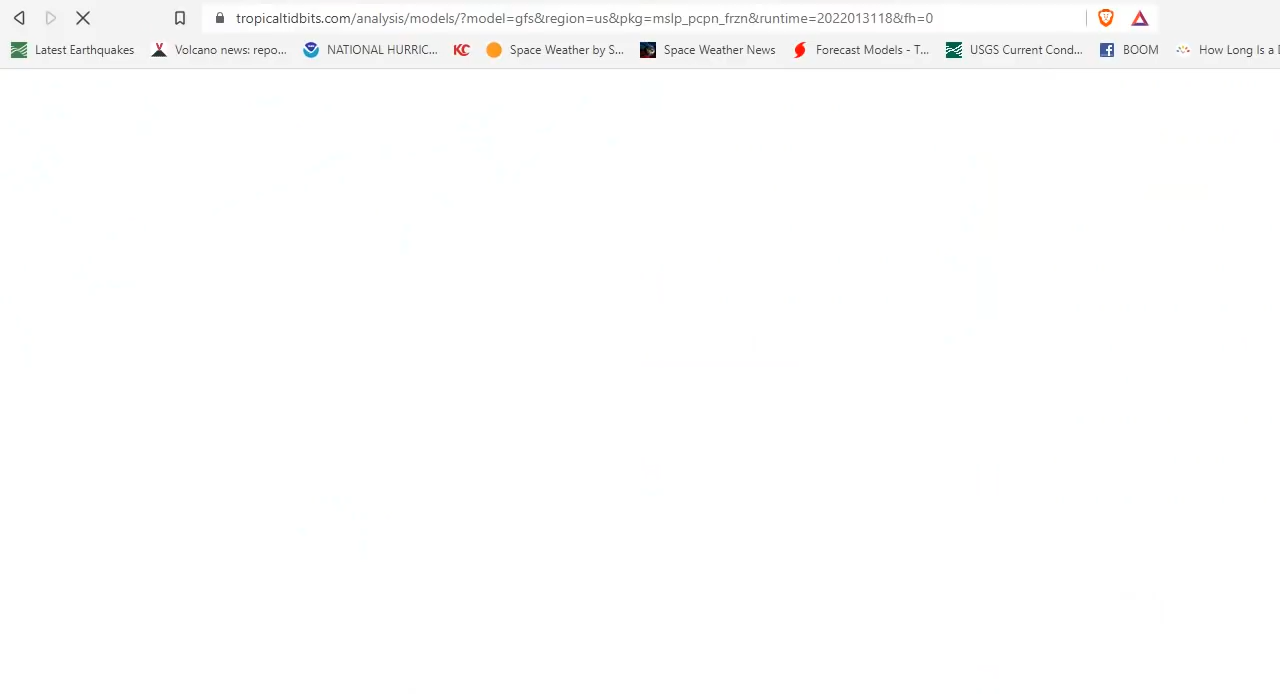 tropicaltidbits.com/analysis/models/?model=gfs&region=us&pkg=mslp_pcpn_frzn&runtime=2022013118&fh=0
Latest Earthquakes Volcano news: repo... NATIONAL HURRIC... KC Space Weather by S... Space Weather News Forecast Models - T... USGS Current Cond... BOOM How Long Is a